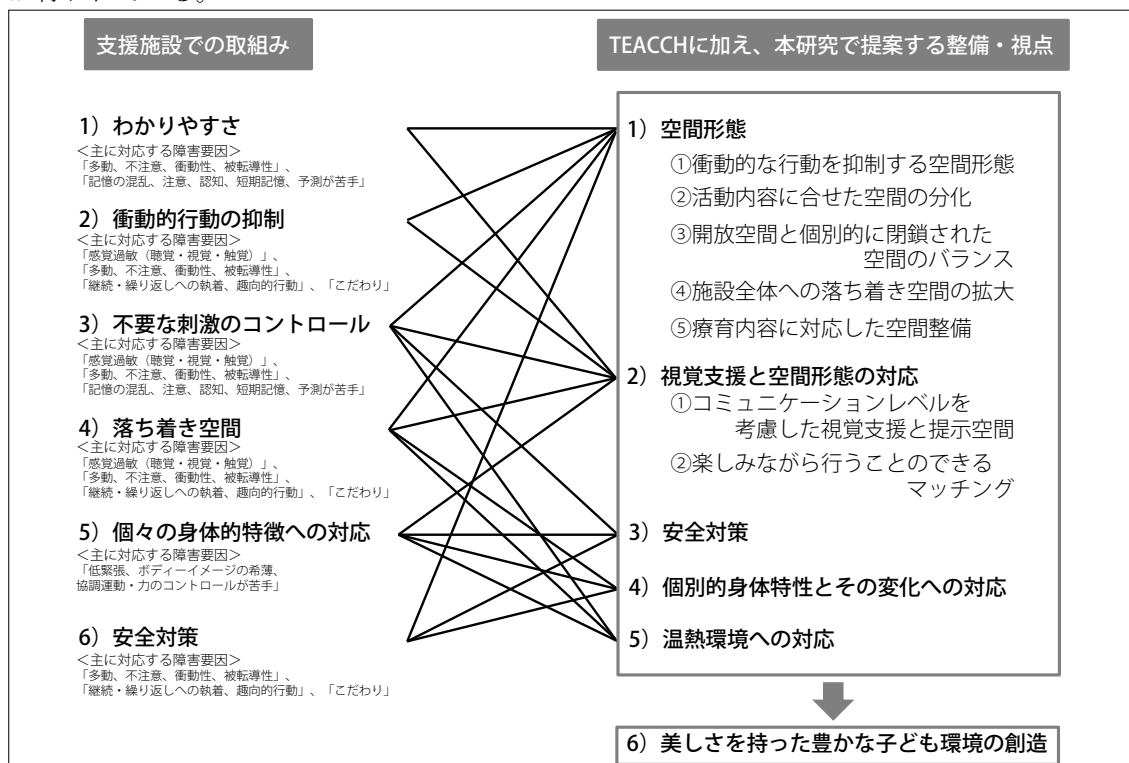 支援施設での取組み
1）わかりやすさ
＜主に対応する障害要因＞
「多動、不注意、衝動性、被転導性」、
「記憶の混乱、注意、認知、短期記憶、予測が苦手」
2）衝動的行動の抑制
＜主に対応する障害要因＞
「感覚過敏（聴覚・視覚・触覚）」、
「多動、不注意、衝動性、被転導性」、
「継続・繰り返しへの執着、趣向的行動」、「こだわり」
3）不要な刺激のコントロール
＜主に対応する障害要因＞
「感覚過敏（聴覚・視覚・触覚）」、
「多動、不注意、衝動性、被転導性」、
「記憶の混乱、注意、認知、短期記憶、予測が苦手」
4）落ち着き空間
＜主に対応する障害要因＞
「感覚過敏（聴覚・視覚・触覚）」、
「多動、不注意、衝動性、被転導性」、
「継続・繰り返しへの執着、趣向的行動」、「こだわり」
5）個々の身体的特徴への対応
＜主に対応する障害要因＞
「低緊張、ボディーイメージの希薄、
協調運動・力のコントロールが苦手」
6）安全対策
＜主に対応する障害要因＞
「多動、不注意、衝動性、被転導性」、
「継続・繰り返しへの執着、趣向的行動」、「こだわり」
TEACCHに加え、本研究で提案する整備・視点
1）空間形態
①衝動的な行動を抑制する空間形態
②活動内容に合せた空間の分化
③開放空間と個別的に閉鎖された
空間のバランス
④施設全体への落ち着き空間の拡大
⑤療育内容に対応した空間整備
2）視覚支援と空間形態の対応
①コミュニケーションレベルを
考慮した視覚支援と提示空間
②楽しみながら行うことのできる
マッチング
3）安全対策
4）個別的身体特性とその変化への対応
5）温熱環境への対応
6）美しさを持った豊かな子ども環境の創造